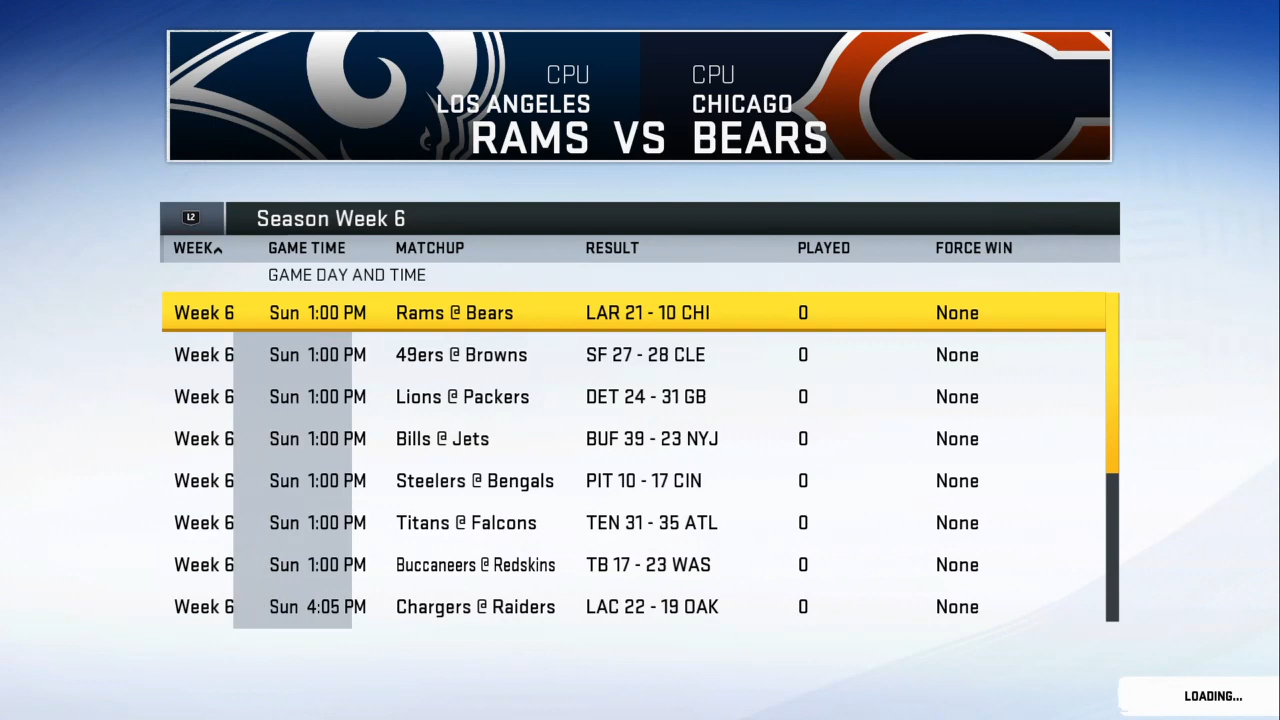 CPU CPU
LOS ANGELES CHICAGO
RAMS VS BEARS
L2 Season Week 6
WEEK GAME TIME MATCHUP RESULT PLAYED FORCE WIN
GAME DAY AND TIME
Week 6 Sun 1:00 PM Rams @ Bears LAR 21 - 10 CHI 0 None
Week 6 Sun 1:00 PM 49ers @ Browns SF 27 - 28 CLE 0 None
Week 6 Sun 1:00 PM Lions @ Packers DET 24 - 31 GB 0 None
Week 6 Sun 1:00 PM Bills @ Jets BUF 39 - 23 NYJ 0 None
Week 6 Sun 1:00 PM Steelers @ Bengals PIT 10 - 17 CIN 0 None
Week 6 Sun 1:00 PM Titans @ Falcons TEN 31 - 35 ATL 0 None
Week 6 Sun 1:00 PM Buccaneers @ Redskins TB 17 - 23 WAS 0 None
Week 6 Sun 4:05 PM Chargers @ Raiders LAC 22 - 19 OAK 0 None
LOADING...